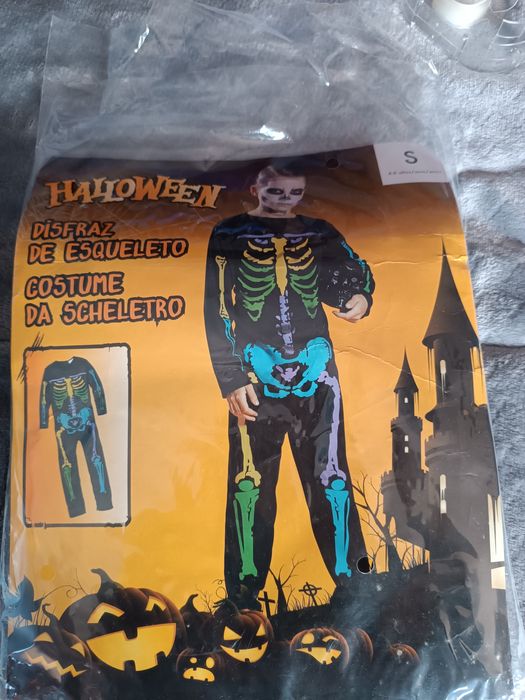 S
HALLOWEEN
DISFRAZ
DE ESQUELETO
COSTUME
DA SCHELETRO